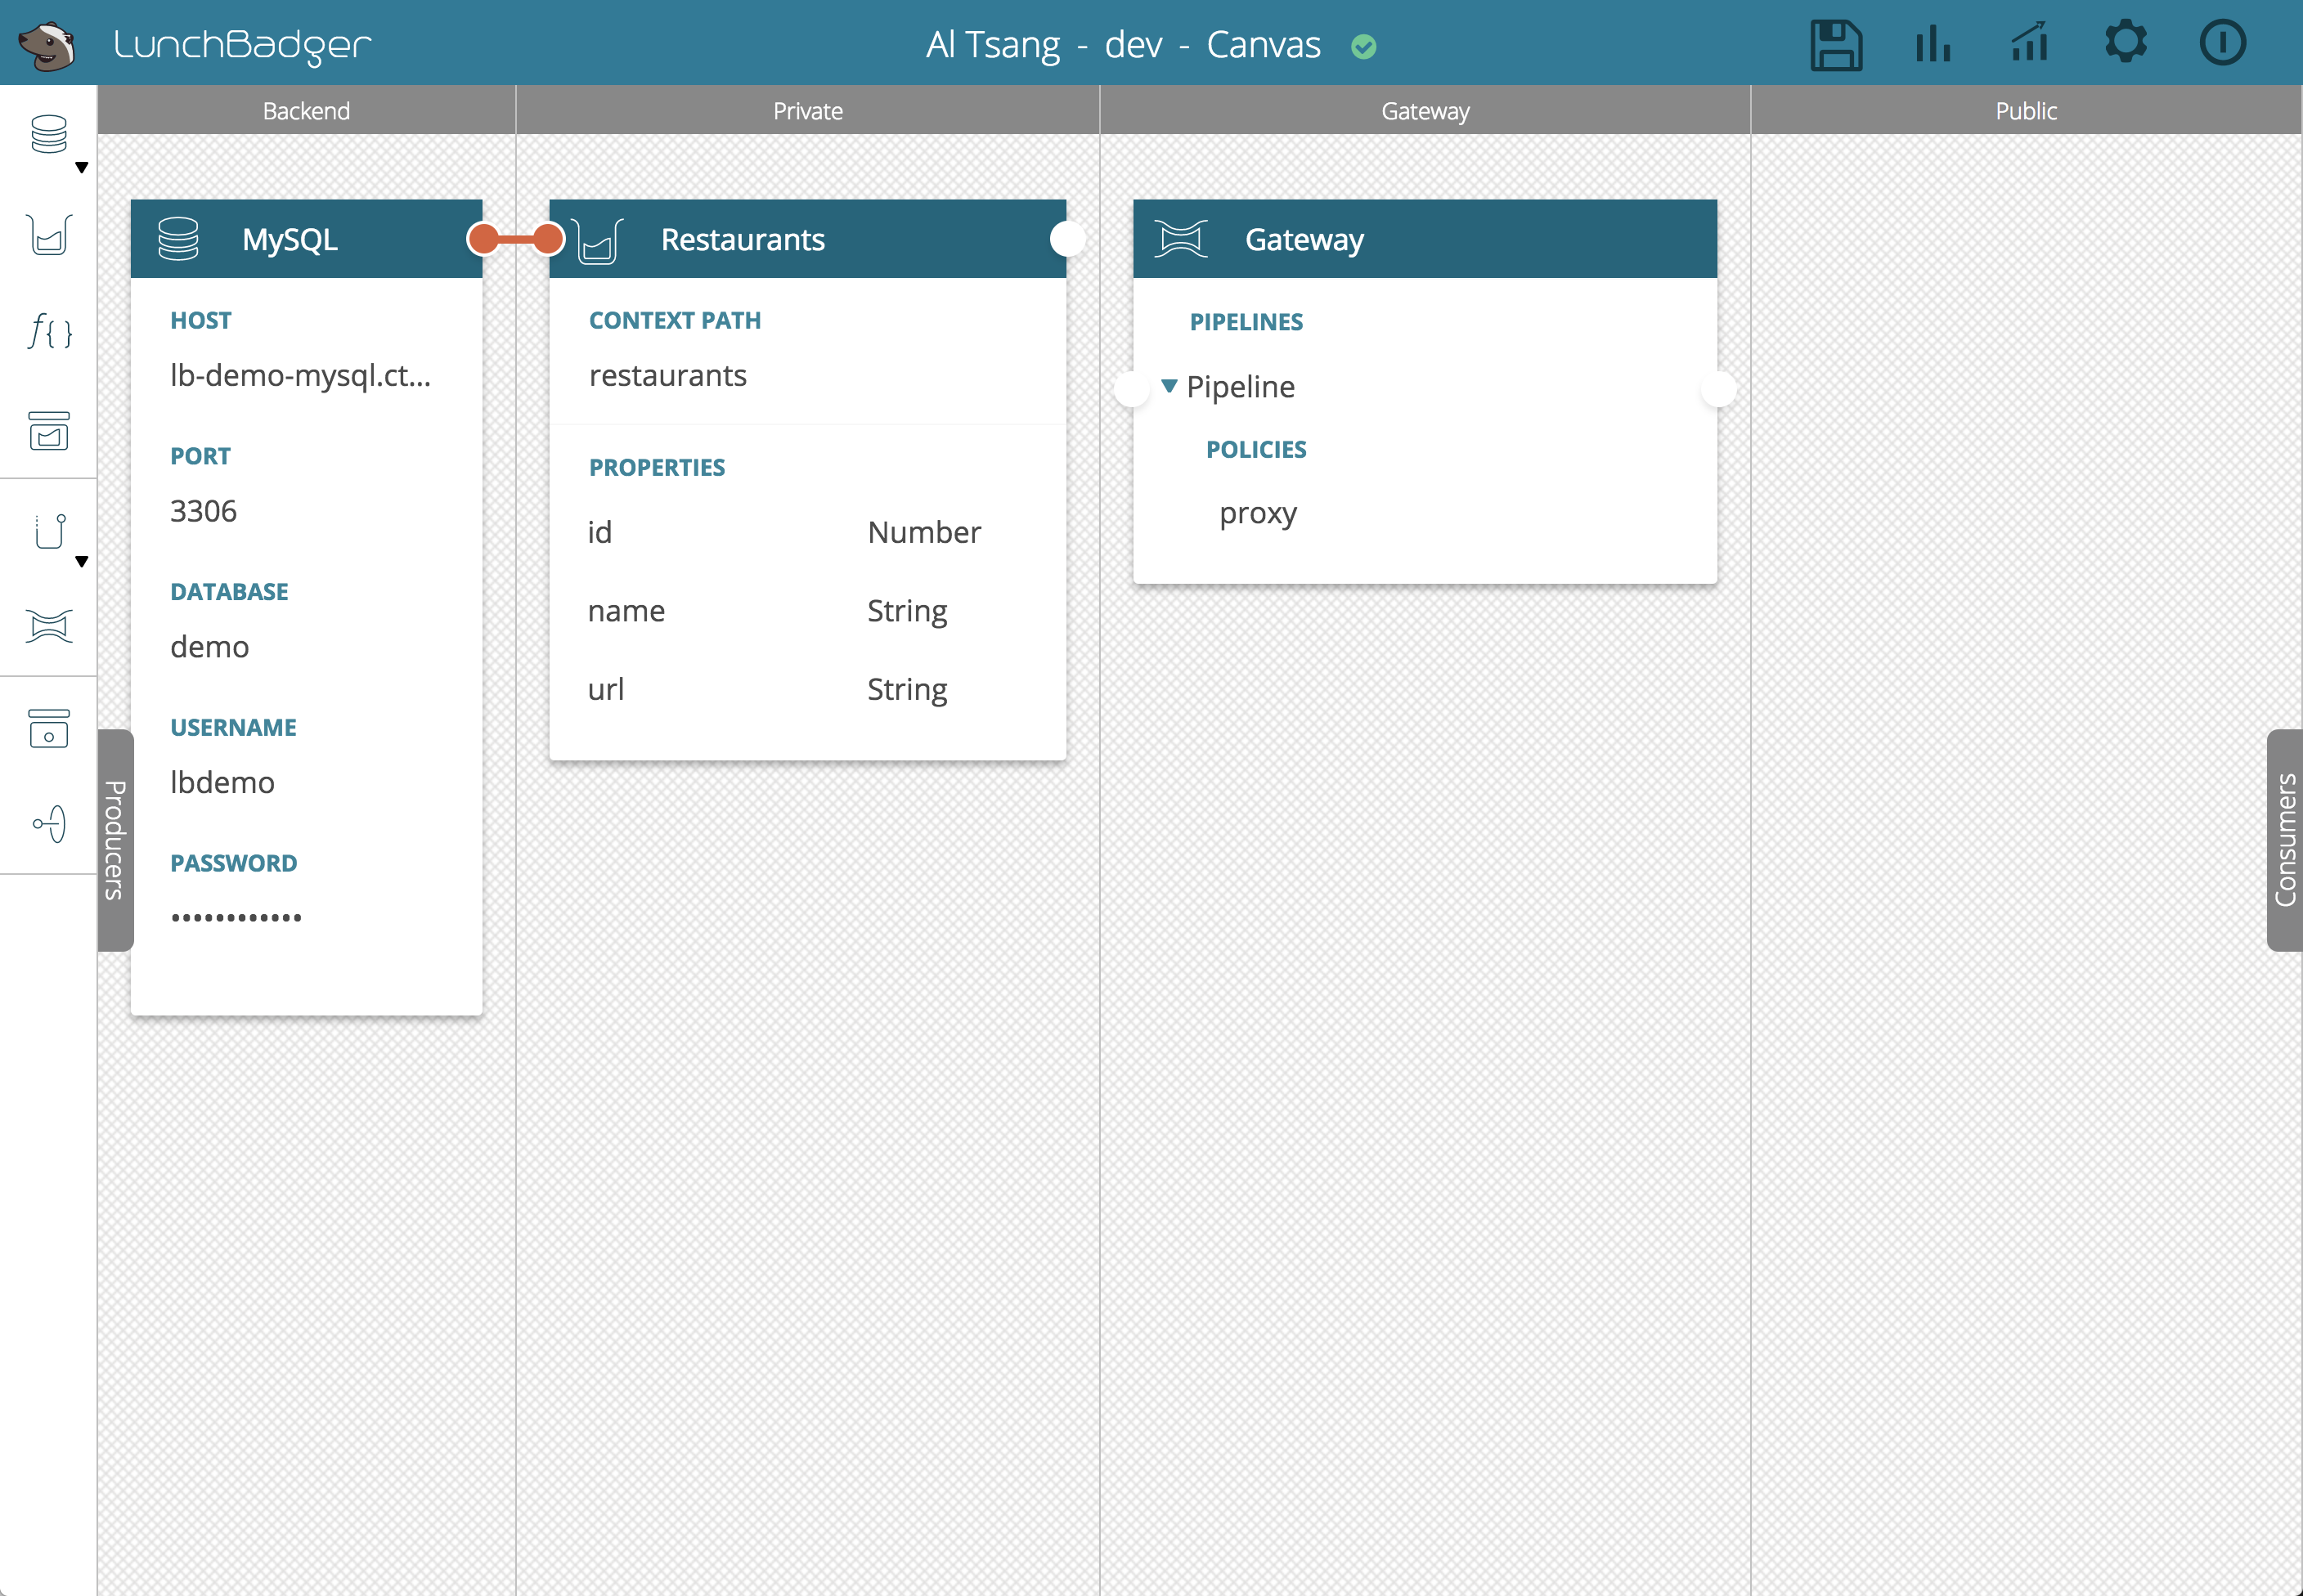 LunchBadger
Al Tsang - dev - Canvas
Backend
Private
Gateway
Public
MySQL
HOST
lb-demo-mysql.ct...
PORT
3306
DATABASE
demo
USERNAME
lbdemo
PASSWORD
••••••••••••
Restaurants
CONTEXT PATH
restaurants
PROPERTIES
id Number
name String
url String
Gateway
PIPELINES
Pipeline
POLICIES
proxy
f{}
Producers
Consumers